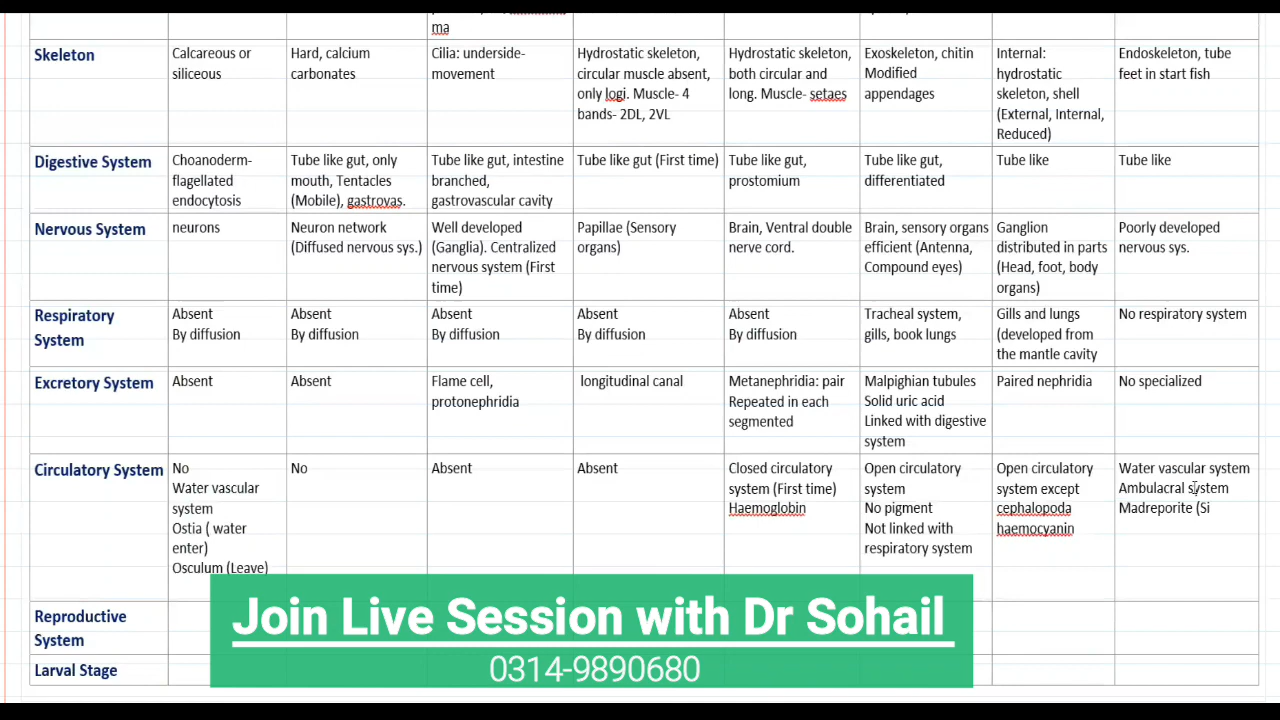 ma
Skeleton
Calcareous or
siliceous
Hard, calcium
carbonates
Cilia: underside-
movement
Hydrostatic skeleton,
circular muscle absent,
only logi. Muscle- 4
bands- 2DL, 2VL
Hydrostatic skeleton,
both circular and
long. Muscle- setaes
Exoskeleton, chitin
Modified
appendages
Internal:
hydrostatic
skeleton, shell
(External, Internal,
Reduced)
Endoskeleton, tube
feet in start fish
Digestive System
Choanoderm-
flagellated
endocytosis
Tube like gut, only
mouth, Tentacles
(Mobile), gastrovas.
Tube like gut, intestine
branched,
gastrovascular cavity
Tube like gut (First time)
Tube like gut,
prostomium
Tube like gut,
differentiated
Tube like
Tube like
Nervous System
neurons
Neuron network
(Diffused nervous sys.)
Well developed
(Ganglia). Centralized
nervous system (First
time)
Papillae (Sensory
organs)
Brain, Ventral double
nerve cord.
Brain, sensory organs
efficient (Antenna,
Compound eyes)
Ganglion
distributed in parts
(Head, foot, body
organs)
Poorly developed
nervous sys.
Respiratory
System
Absent
By diffusion
Absent
By diffusion
Absent
By diffusion
Absent
By diffusion
Absent
By diffusion
Tracheal system,
gills, book lungs
Gills and lungs
(developed from
the mantle cavity
No respiratory system
Excretory System
Absent
Absent
Flame cell,
protonephridia
longitudinal canal
Metanephridia: pair
Repeated in each
segmented
Malpighian tubules
Solid uric acid
Linked with digestive
system
Paired nephridia
No specialized
Circulatory System
No
Water vascular
system
Ostia ( water
enter)
Osculum (Leave)
No
Absent
Absent
Closed circulatory
system (First time)
Haemoglobin
Open circulatory
system
No pigment
Not linked with
respiratory system
Open circulatory
system except
cephalopoda
haemocyanin
Water vascular system
Ambulacral system
Madreporite (Si
Reproductive
System
Larval Stage
Join Live Session with Dr Sohail
0314-9890680